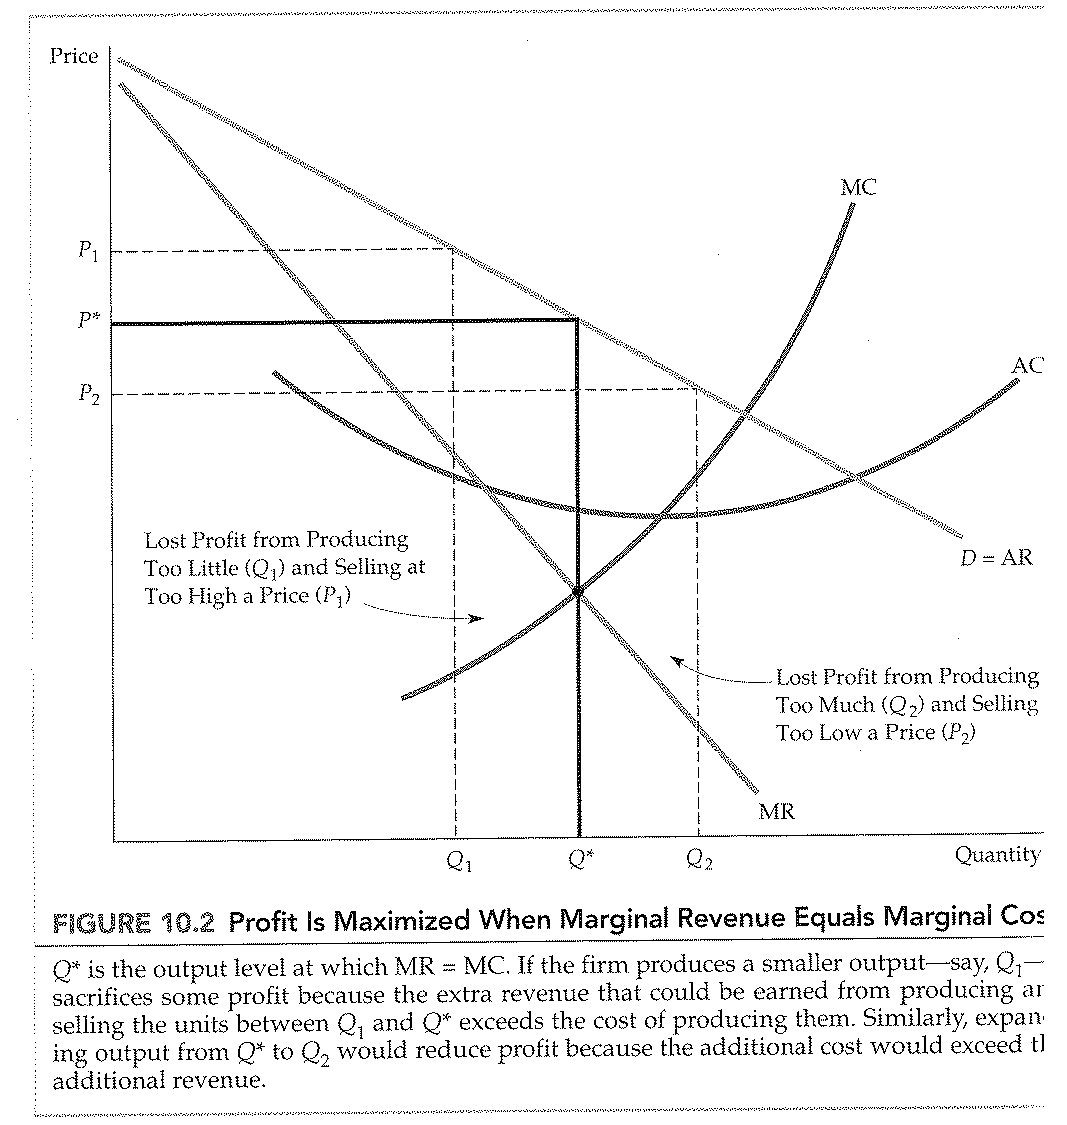 Price
MC
P1
P*
AC
P2
Lost Profit from Producing
Too Little (Q1) and Selling at
Too High a Price (P1)
D = AR
Lost Profit from Producing
Too Much (Q2) and Selling
Too Low a Price (P2)
MR
Q1 Q* Q2 Quantity
FIGURE 10.2 Profit Is Maximized When Marginal Revenue Equals Marginal Cos
Q* is the output level at which MR = MC. If the firm produces a smaller output—say, Q1—
sacrifices some profit because the extra revenue that could be earned from producing ar
selling the units between Q1 and Q* exceeds the cost of producing them. Similarly, expan
ing output from Q* to Q2 would reduce profit because the additional cost would exceed tl
additional revenue.